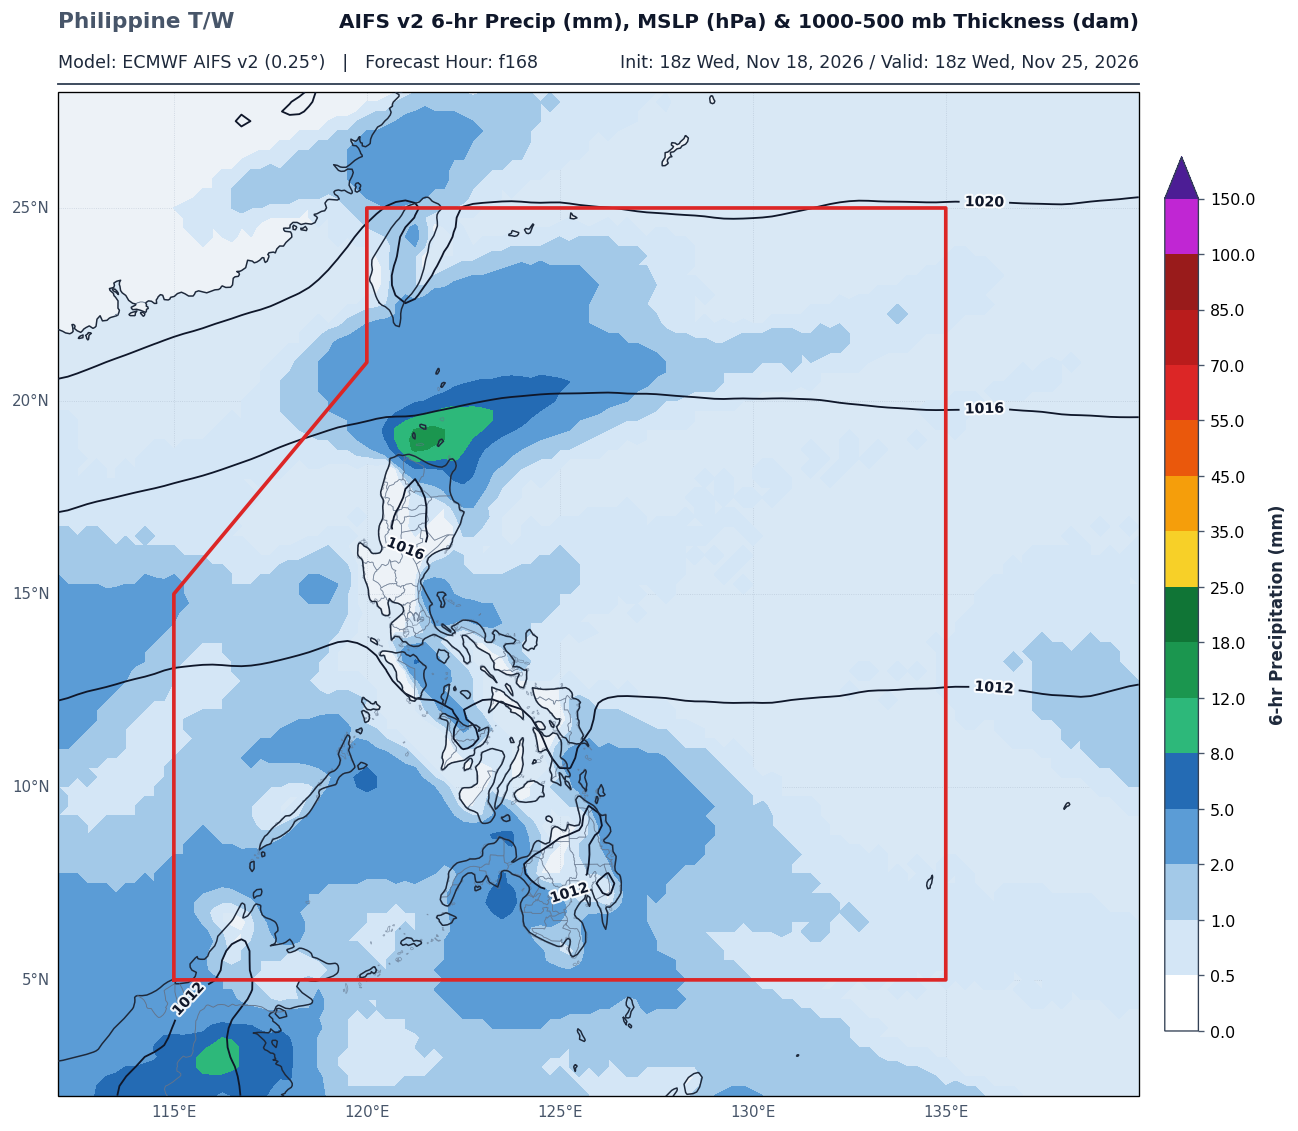 Philippine T/W
AIFS v2 6-hr Precip (mm), MSLP (hPa) & 1000-500 mb Thickness (dam)
Model: ECMWF AIFS v2 (0.25°) | Forecast Hour: f168
Init: 18z Wed, Nov 18, 2026 / Valid: 18z Wed, Nov 25, 2026
25°N
20°N
15°N
10°N
5°N
115°E
120°E
125°E
130°E
135°E
1020
1016
1016
1012
1012
1012
150.0
100.0
85.0
70.0
55.0
45.0
35.0
25.0
18.0
12.0
8.0
5.0
2.0
1.0
0.5
0.0
6-hr Precipitation (mm)